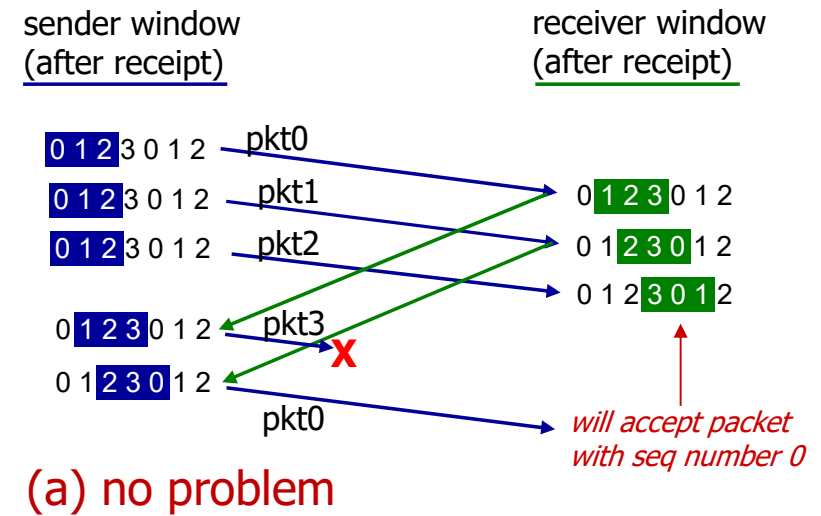 sender window
(after receipt)
receiver window
(after receipt)
0 1 2 3 0 1 2
pkt0
0 1 2 3 0 1 2
pkt1
0 1 2 3 0 1 2
0 1 2 3 0 1 2
pkt2
0 1 2 3 0 1 2
0 1 2 3 0 1 2
0 1 2 3 0 1 2
pkt3
X
0 1 2 3 0 1 2
pkt0
will accept packet
with seq number 0
(a) no problem